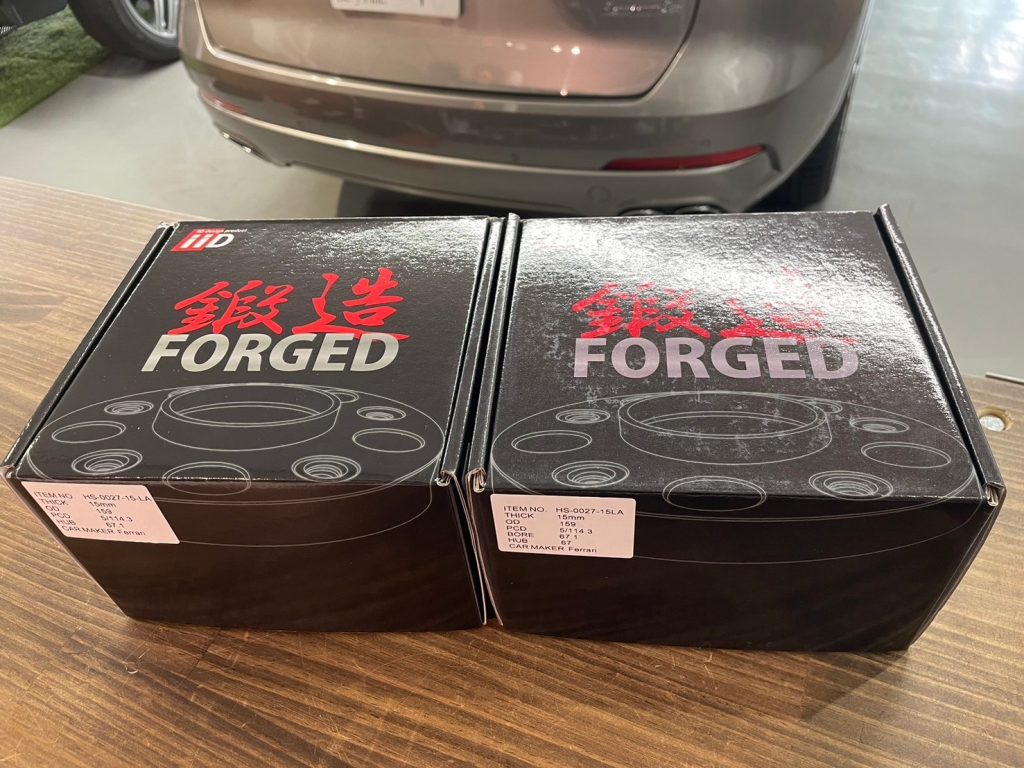 iiD
鍛造
FORGED
ITEM NO. HS-0027-15-LA
THICK 15mm
OD 159
PCD 5/114.3
HUB 67.1
CAR MAKER Ferrari
鍛造
FORGED
ITEM NO. HS-0027-15LA
THICK 15mm
OD 159
PCD 5/114.3
BORE 67.1
HUB 67
CAR MAKER Ferrari